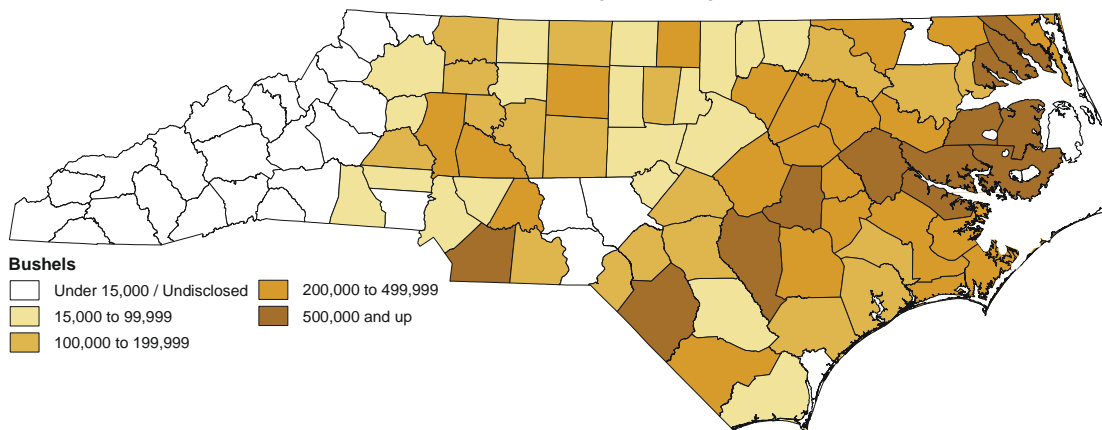 Bushels
Under 15,000 / Undisclosed
15,000 to 99,999
100,000 to 199,999
200,000 to 499,999
500,000 and up